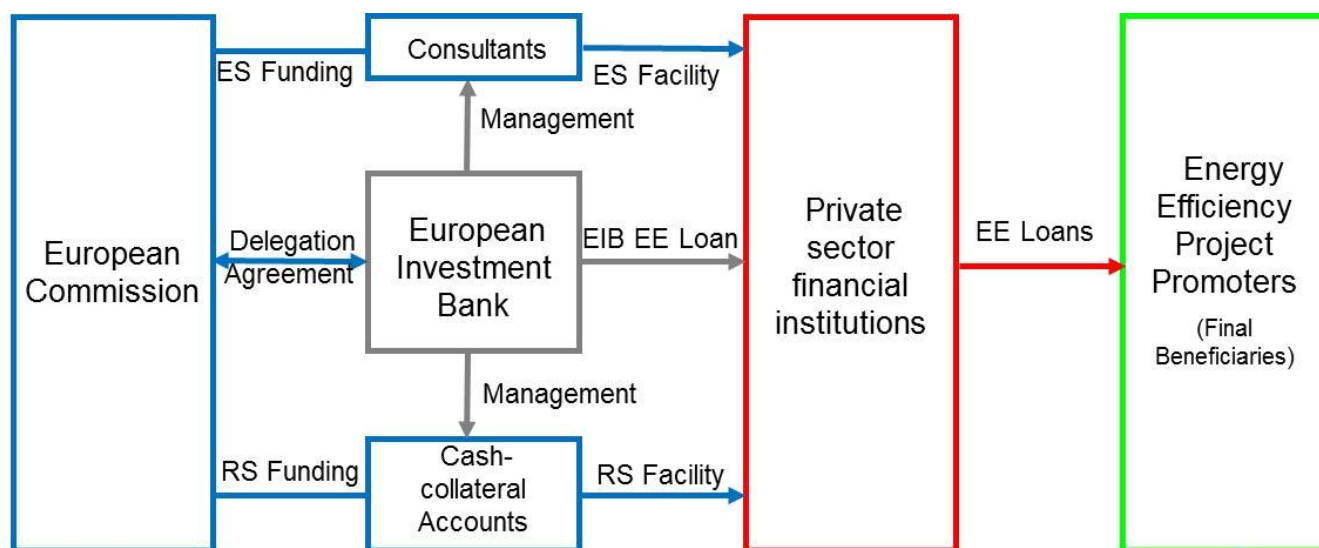 European
Commission
ES Funding
Delegation
Agreement
RS Funding
Consultants
Management
European
Investment
Bank
Management
Cash-
collateral
Accounts
ES Facility
EIB EE Loan
RS Facility
Private
sector
financial
institutions
EE Loans
Energy
Efficiency
Project
Promoters
(Final
Beneficiaries)